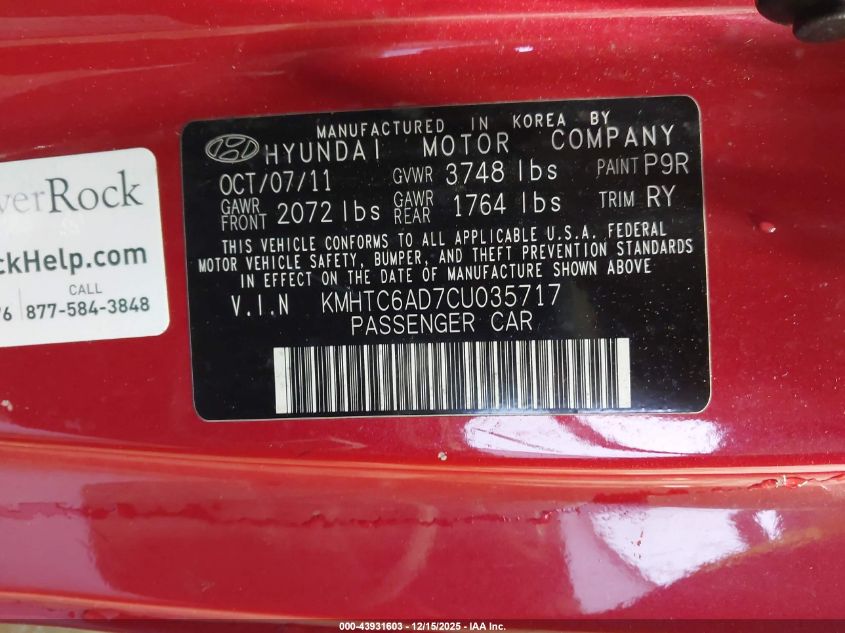 MANUFACTURED IN KOREA BY
HYUNDAI MOTOR COMPANY
OCT/07/11 GVWR 3748 lbs PAINT P9R
GAWR FRONT 2072 lbs GAWR REAR 1764 lbs TRIM RY
THIS VEHICLE CONFORMS TO ALL APPLICABLE U.S.A. FEDERAL
MOTOR VEHICLE SAFETY, BUMPER, AND THEFT PREVENTION STANDARDS
IN EFFECT ON THE DATE OF MANUFACTURE SHOWN ABOVE
V.I.N KMHTC6AD7CU035717
PASSENGER CAR
verRock
ckHelp.com
CALL
76 877-584-3848
000-43931603 - 12/15/2025 - IAA Inc.